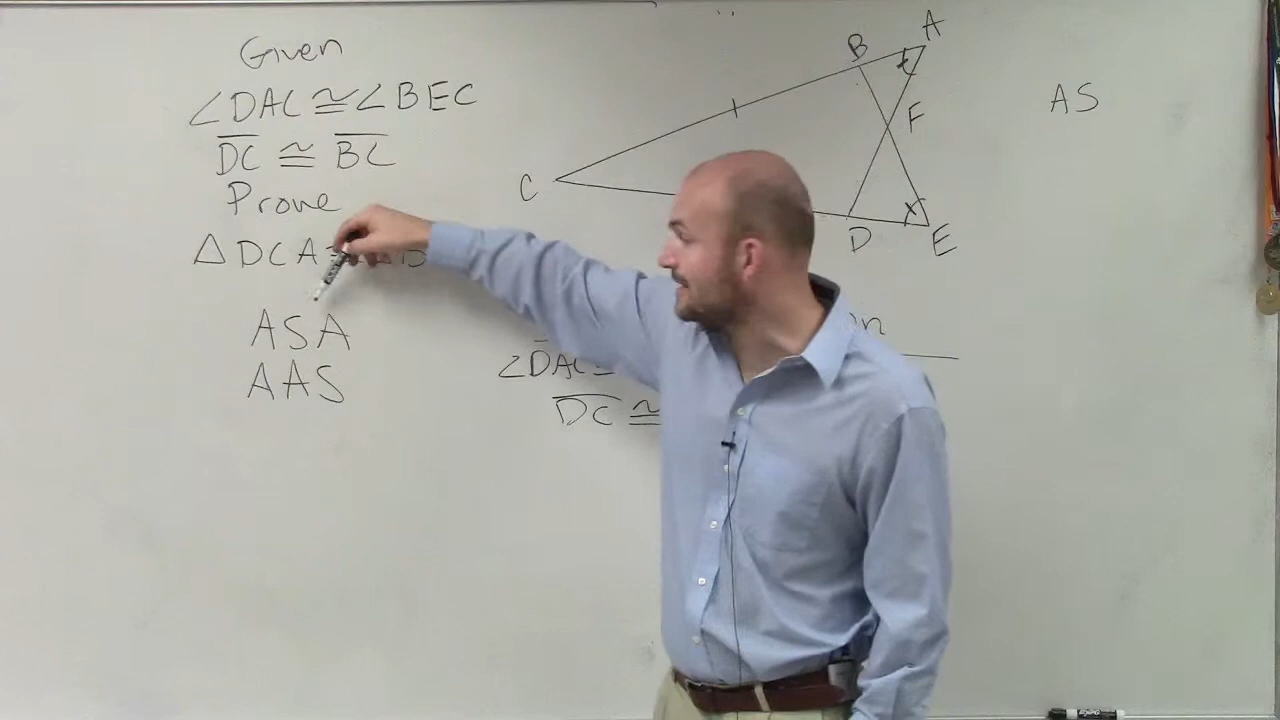 Given
∠DAC ≅ ∠BEC
DC ≅ BC
Prove
△DCA ≅
ASA
AAS
B
A
F
C
D
E
AS
∠DAC ≅
DC ≅